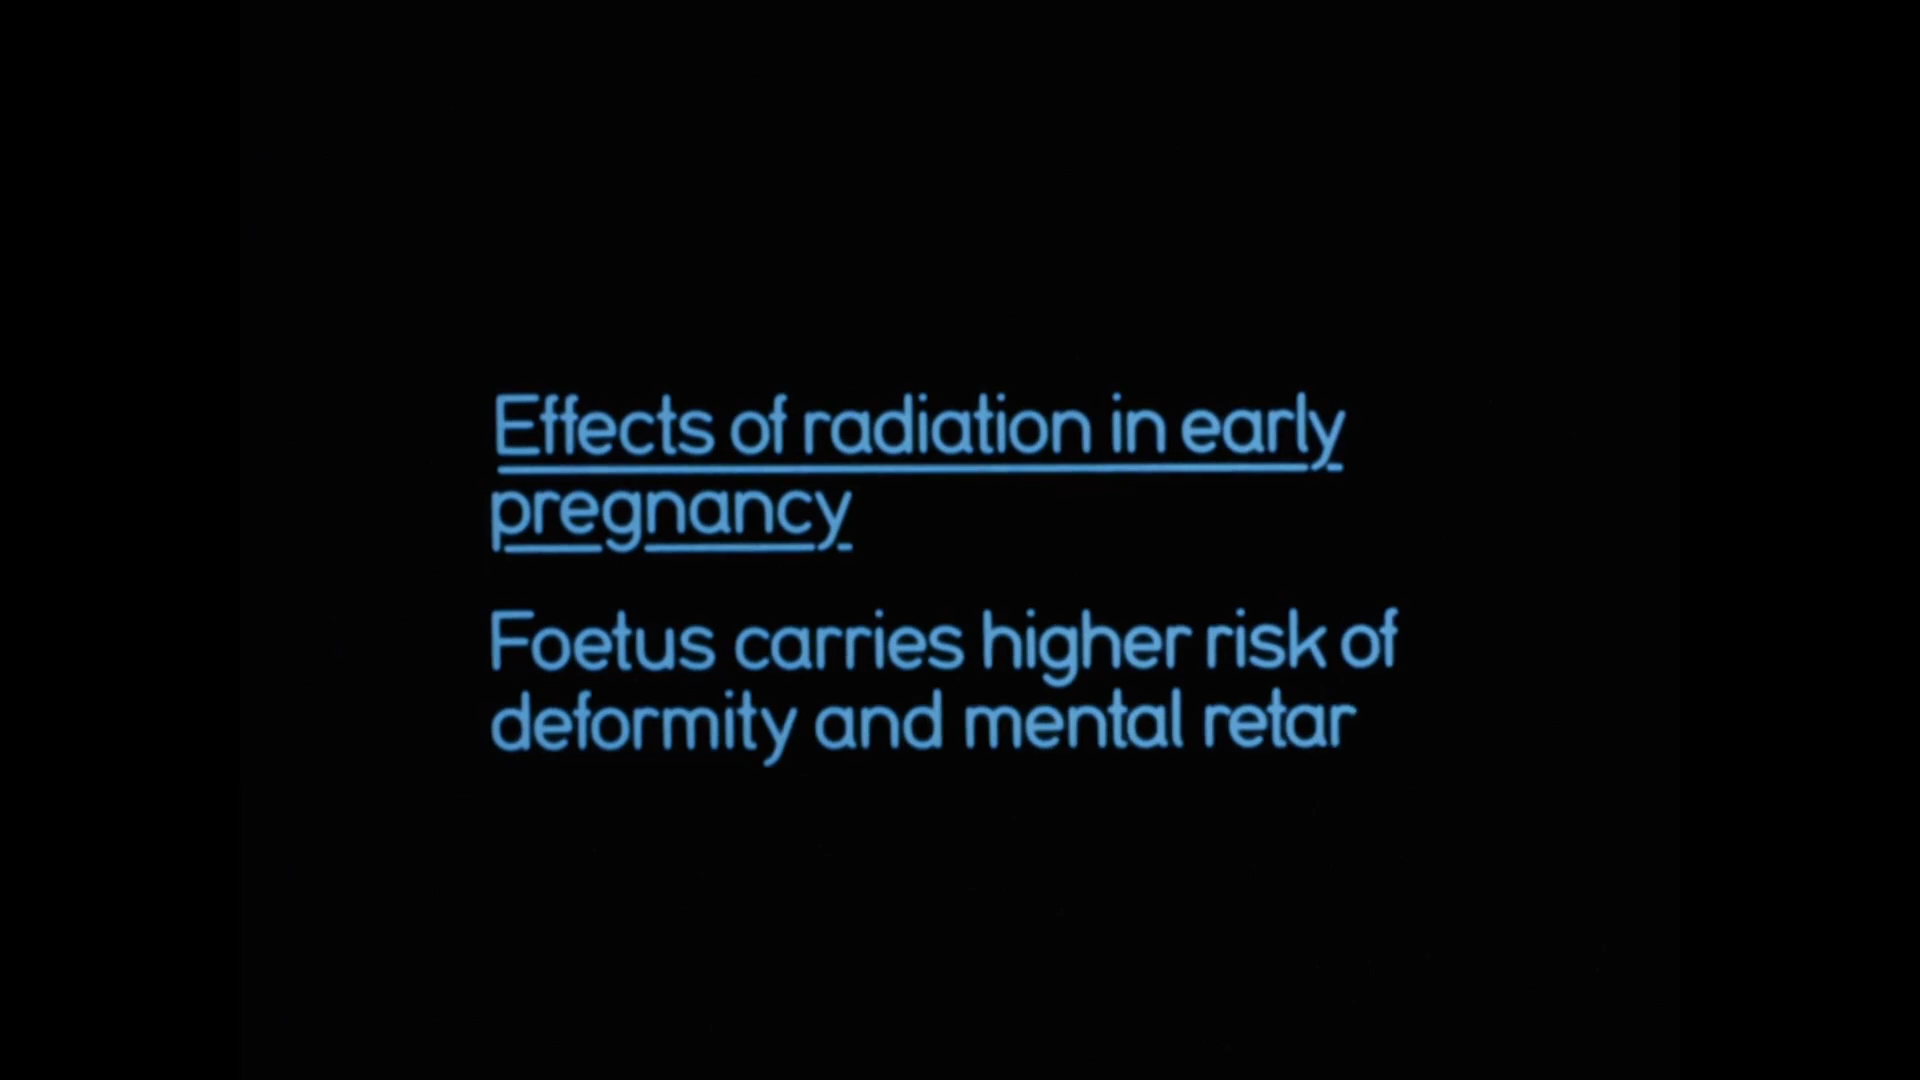 Effects of radiation in early
pregnancy
Foetus carries higher risk of
deformity and mental retar